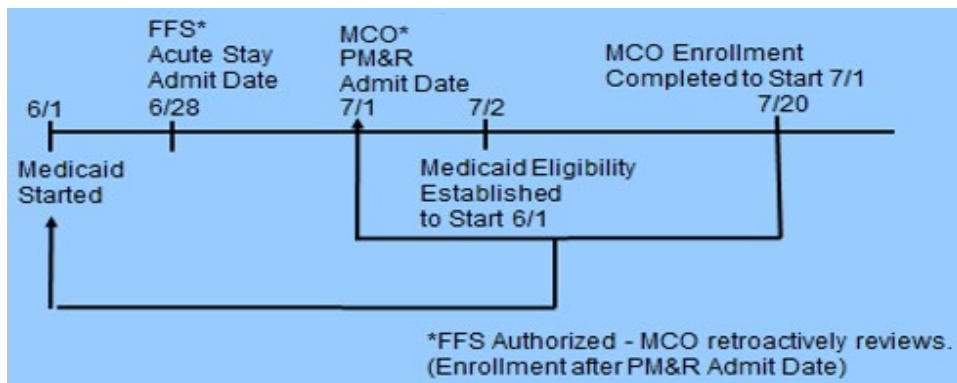 FFS*
Acute Stay
Admit Date
6/28
MCO*
PM&R
Admit Date
7/1
MCO Enrollment
Completed to Start 7/1
7/20
6/1
7/2
Medicaid
Started
Medicaid Eligibility
Established
to Start 6/1
*FFS Authorized - MCO retroactively reviews.
(Enrollment after PM&R Admit Date)